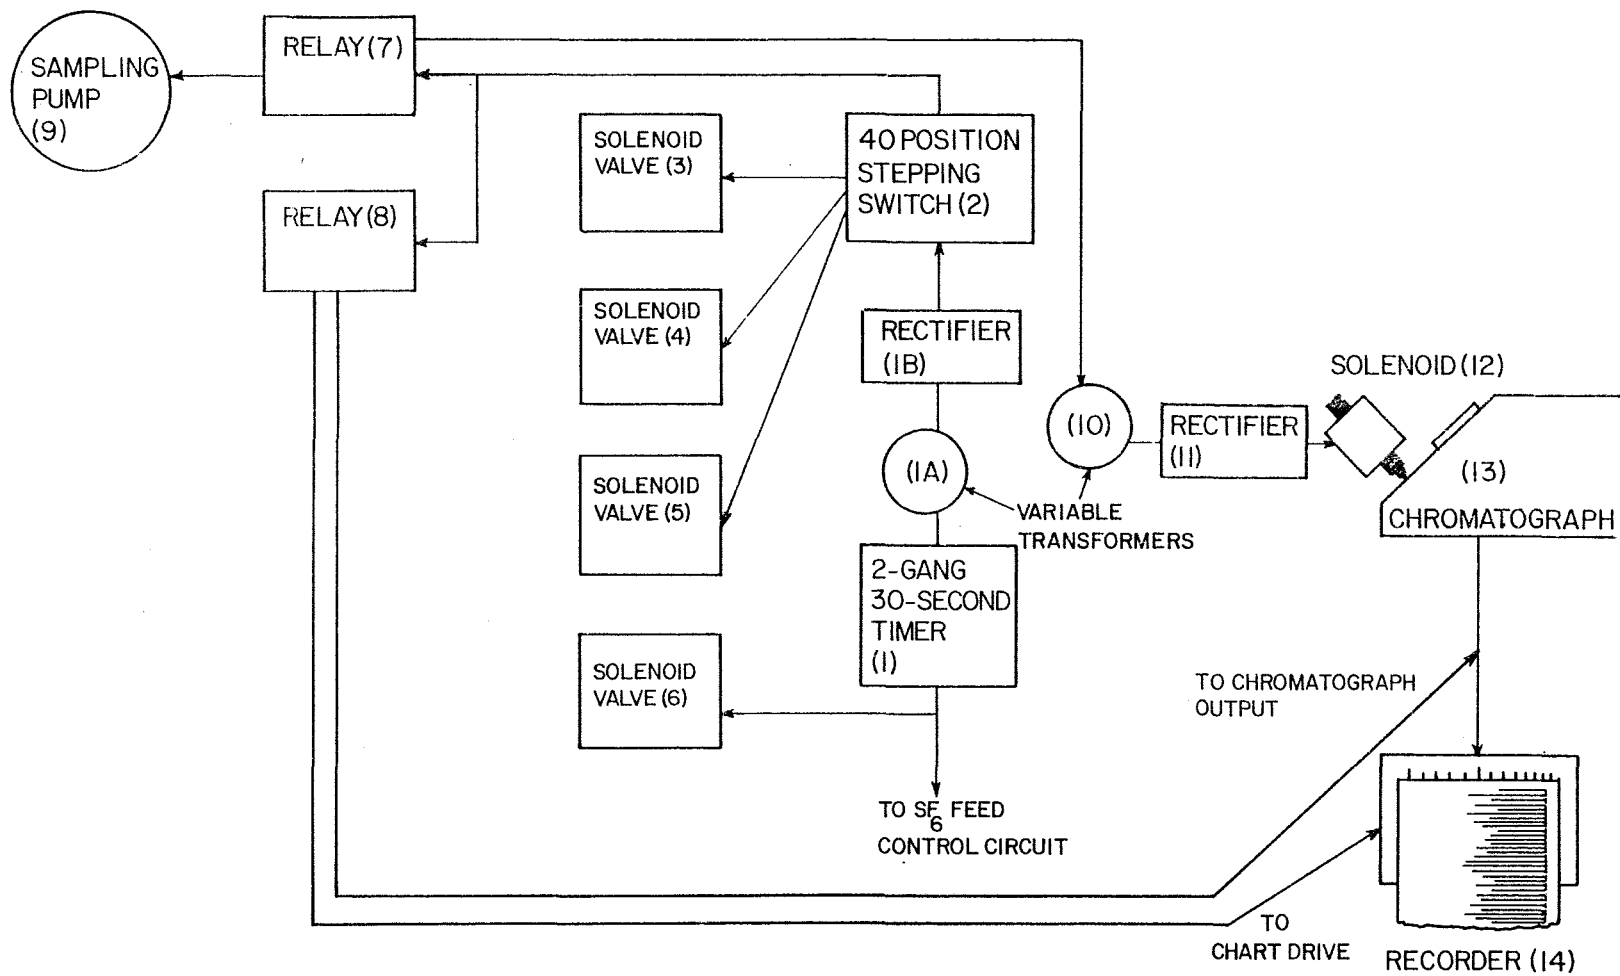 SAMPLING
PUMP
(9)
RELAY(7)
RELAY(8)
SOLENOID
VALVE (3)
SOLENOID
VALVE (4)
SOLENOID
VALVE (5)
SOLENOID
VALVE (6)
40 POSITION
STEPPING
SWITCH (2)
RECTIFIER
(1B)
(1A)
2-GANG
30-SECOND
TIMER
(1)
TO SF6 FEED
CONTROL CIRCUIT
(10)
VARIABLE
TRANSFORMERS
RECTIFIER
(11)
SOLENOID (12)
(13)
CHROMATOGRAPH
TO CHROMATOGRAPH
OUTPUT
TO
CHART DRIVE
RECORDER (14)